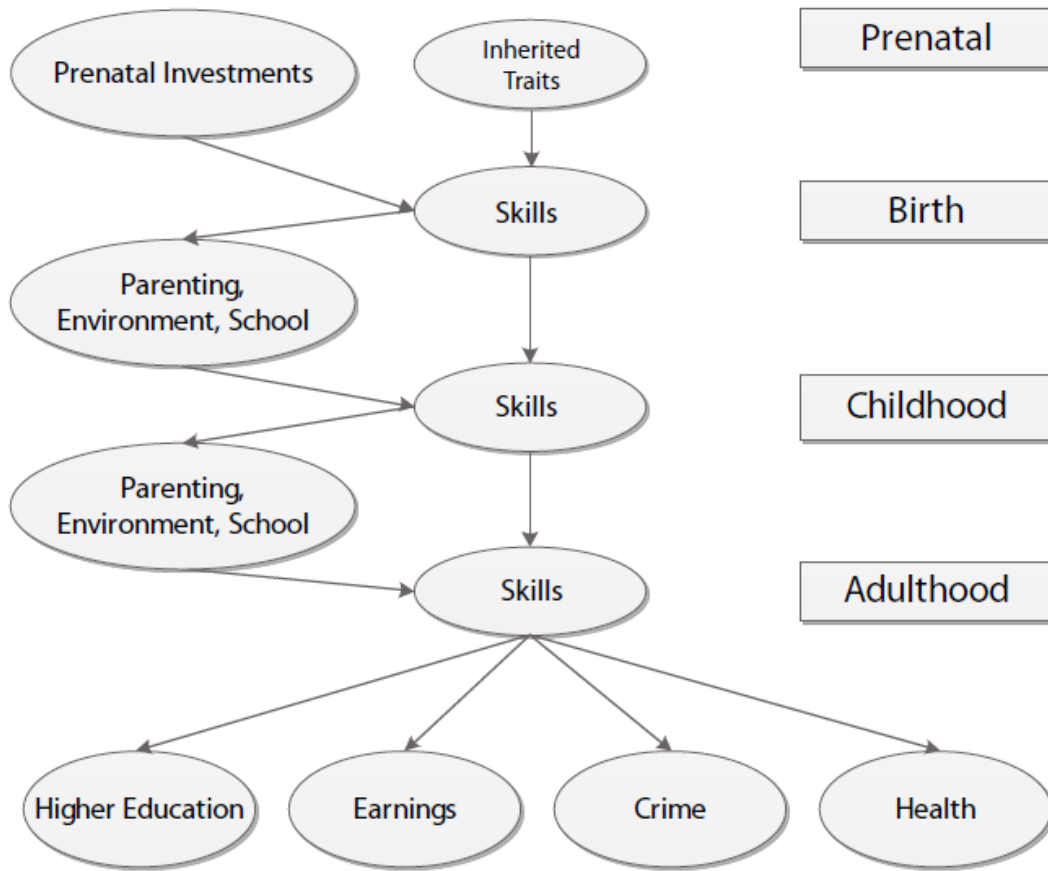 Prenatal Investments
Inherited
Traits
Prenatal
Skills
Birth
Parenting,
Environment, School
Skills
Childhood
Parenting,
Environment, School
Skills
Adulthood
Higher Education
Earnings
Crime
Health